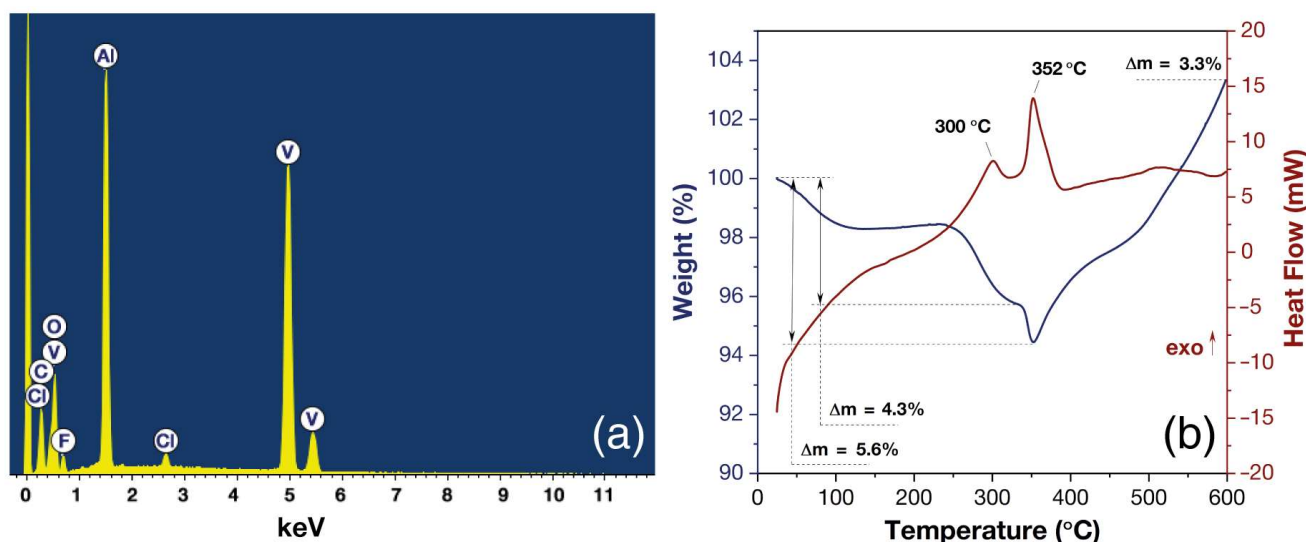 Al
V
O
V
C
Cl
F
Cl
V
(a)
0 1 2 3 4 5 6 7 8 9 10 11
keV
104
102
100
98
96
94
92
90
Weight (%)
0 100 200 300 400 500 600
Temperature (°C)
20
15
10
5
0
−5
−10
−15
−20
Heat Flow (mW)
352 °C
300 °C
Δm = 3.3%
exo
Δm = 4.3%
Δm = 5.6%
(b)